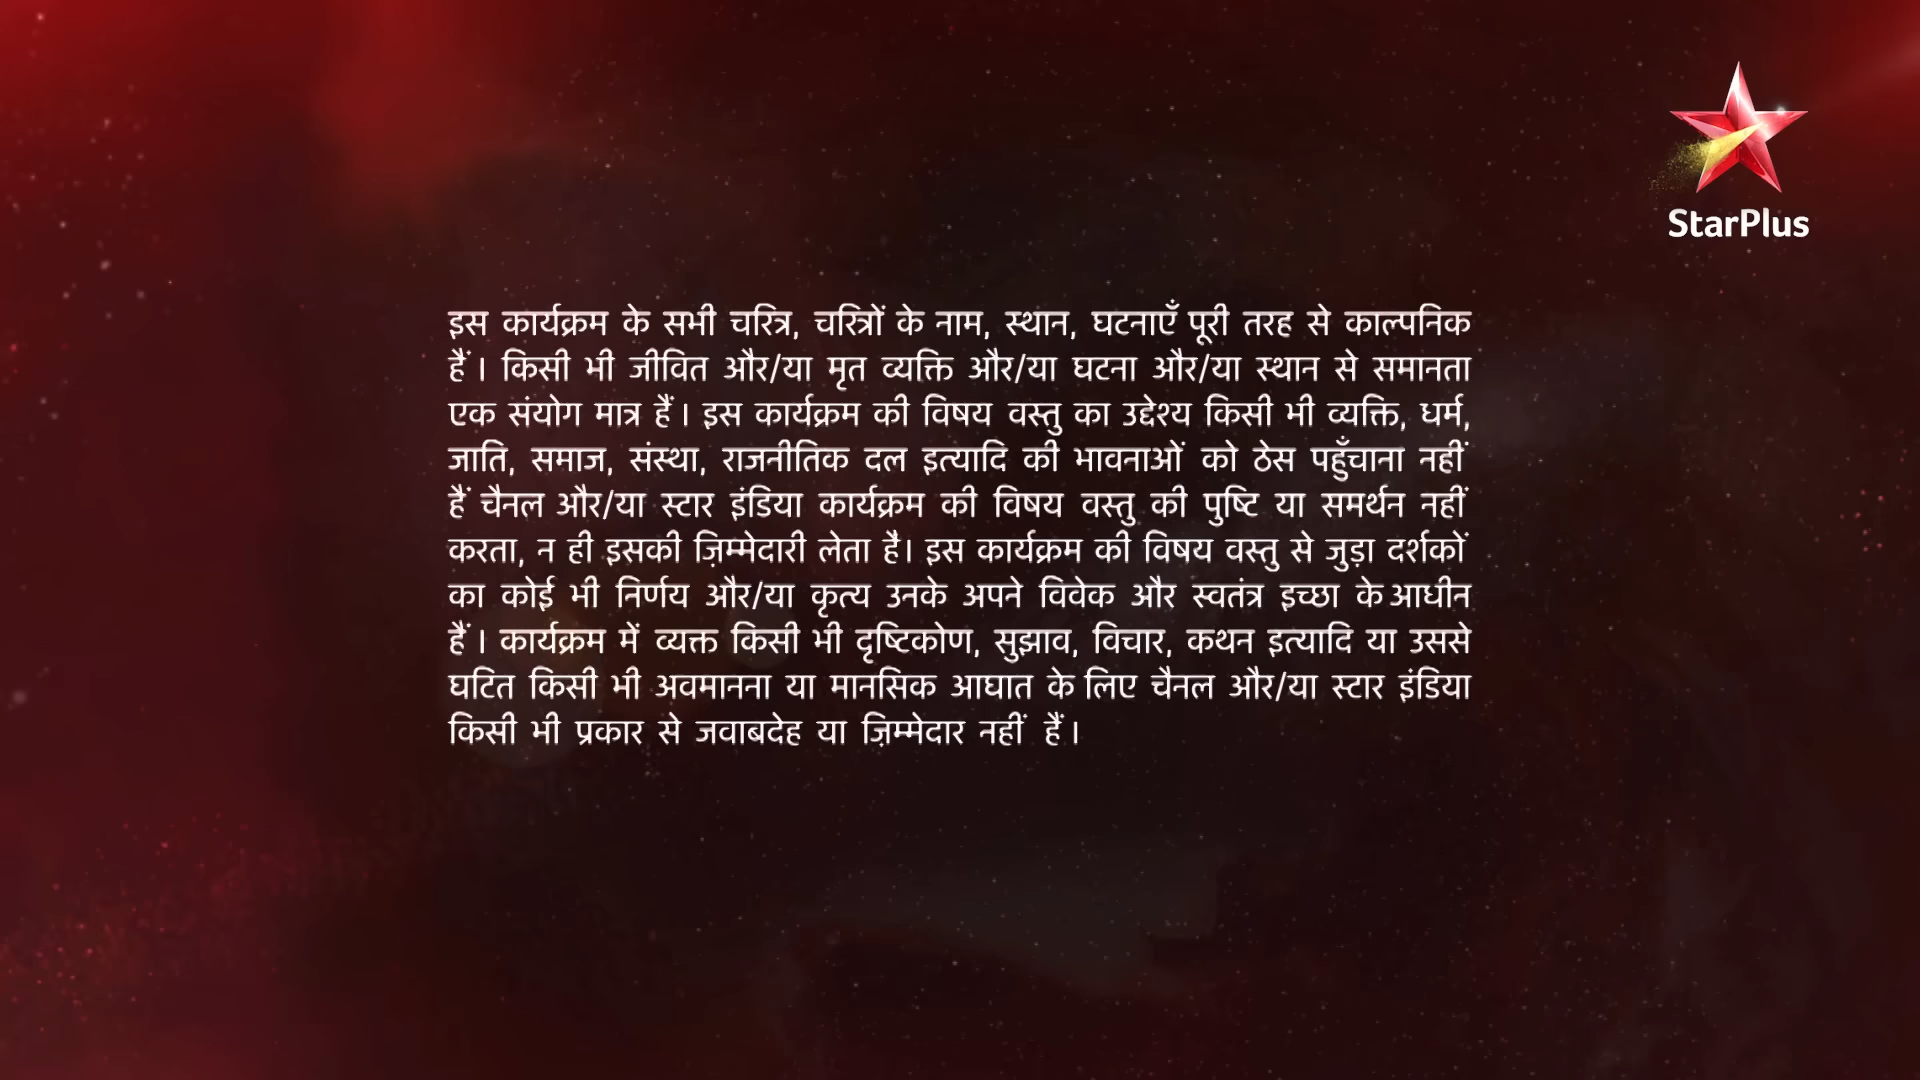 StarPlus
इस कार्यक्रम के सभी चरित्र, चरित्रों के नाम, स्थान, घटनाएँ पूरी तरह से काल्पनिक
हैं । किसी भी जीवित और/या मृत व्यक्ति और/या घटना और/या स्थान से समानता
एक संयोग मात्र हैं । इस कार्यक्रम की विषय वस्तु का उद्देश्य किसी भी व्यक्ति, धर्म,
जाति, समाज, संस्था, राजनीतिक दल इत्यादि की भावनाओं को ठेस पहुँचाना नहीं
हैं चैनल और/या स्टार इंडिया कार्यक्रम की विषय वस्तु की पुष्टि या समर्थन नहीं
करता, न ही इसकी ज़िम्मेदारी लेता है। इस कार्यक्रम की विषय वस्तु से जुड़ा दर्शकों
का कोई भी निर्णय और/या कृत्य उनके अपने विवेक और स्वतंत्र इच्छा के आधीन
हैं । कार्यक्रम में व्यक्त किसी भी दृष्टिकोण, सुझाव, विचार, कथन इत्यादि या उससे
घटित किसी भी अवमानना या मानसिक आघात के लिए चैनल और/या स्टार इंडिया
किसी भी प्रकार से जवाबदेह या ज़िम्मेदार नहीं हैं ।